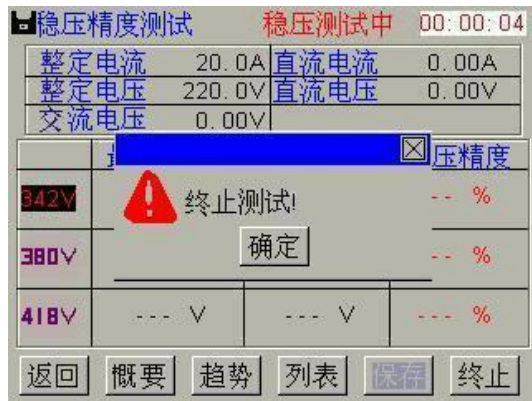 稳压精度测试 稳压测试中 00:00:04
整定电流 20.0A 直流电流 0.00A
整定电压 220.0V 直流电压 0.00V
交流电压 0.00V
压精度
342V 终止测试! -- %
确定
380V -- %
418V --- V --- V --- %
返回 概要 趋势 列表 保存 终止